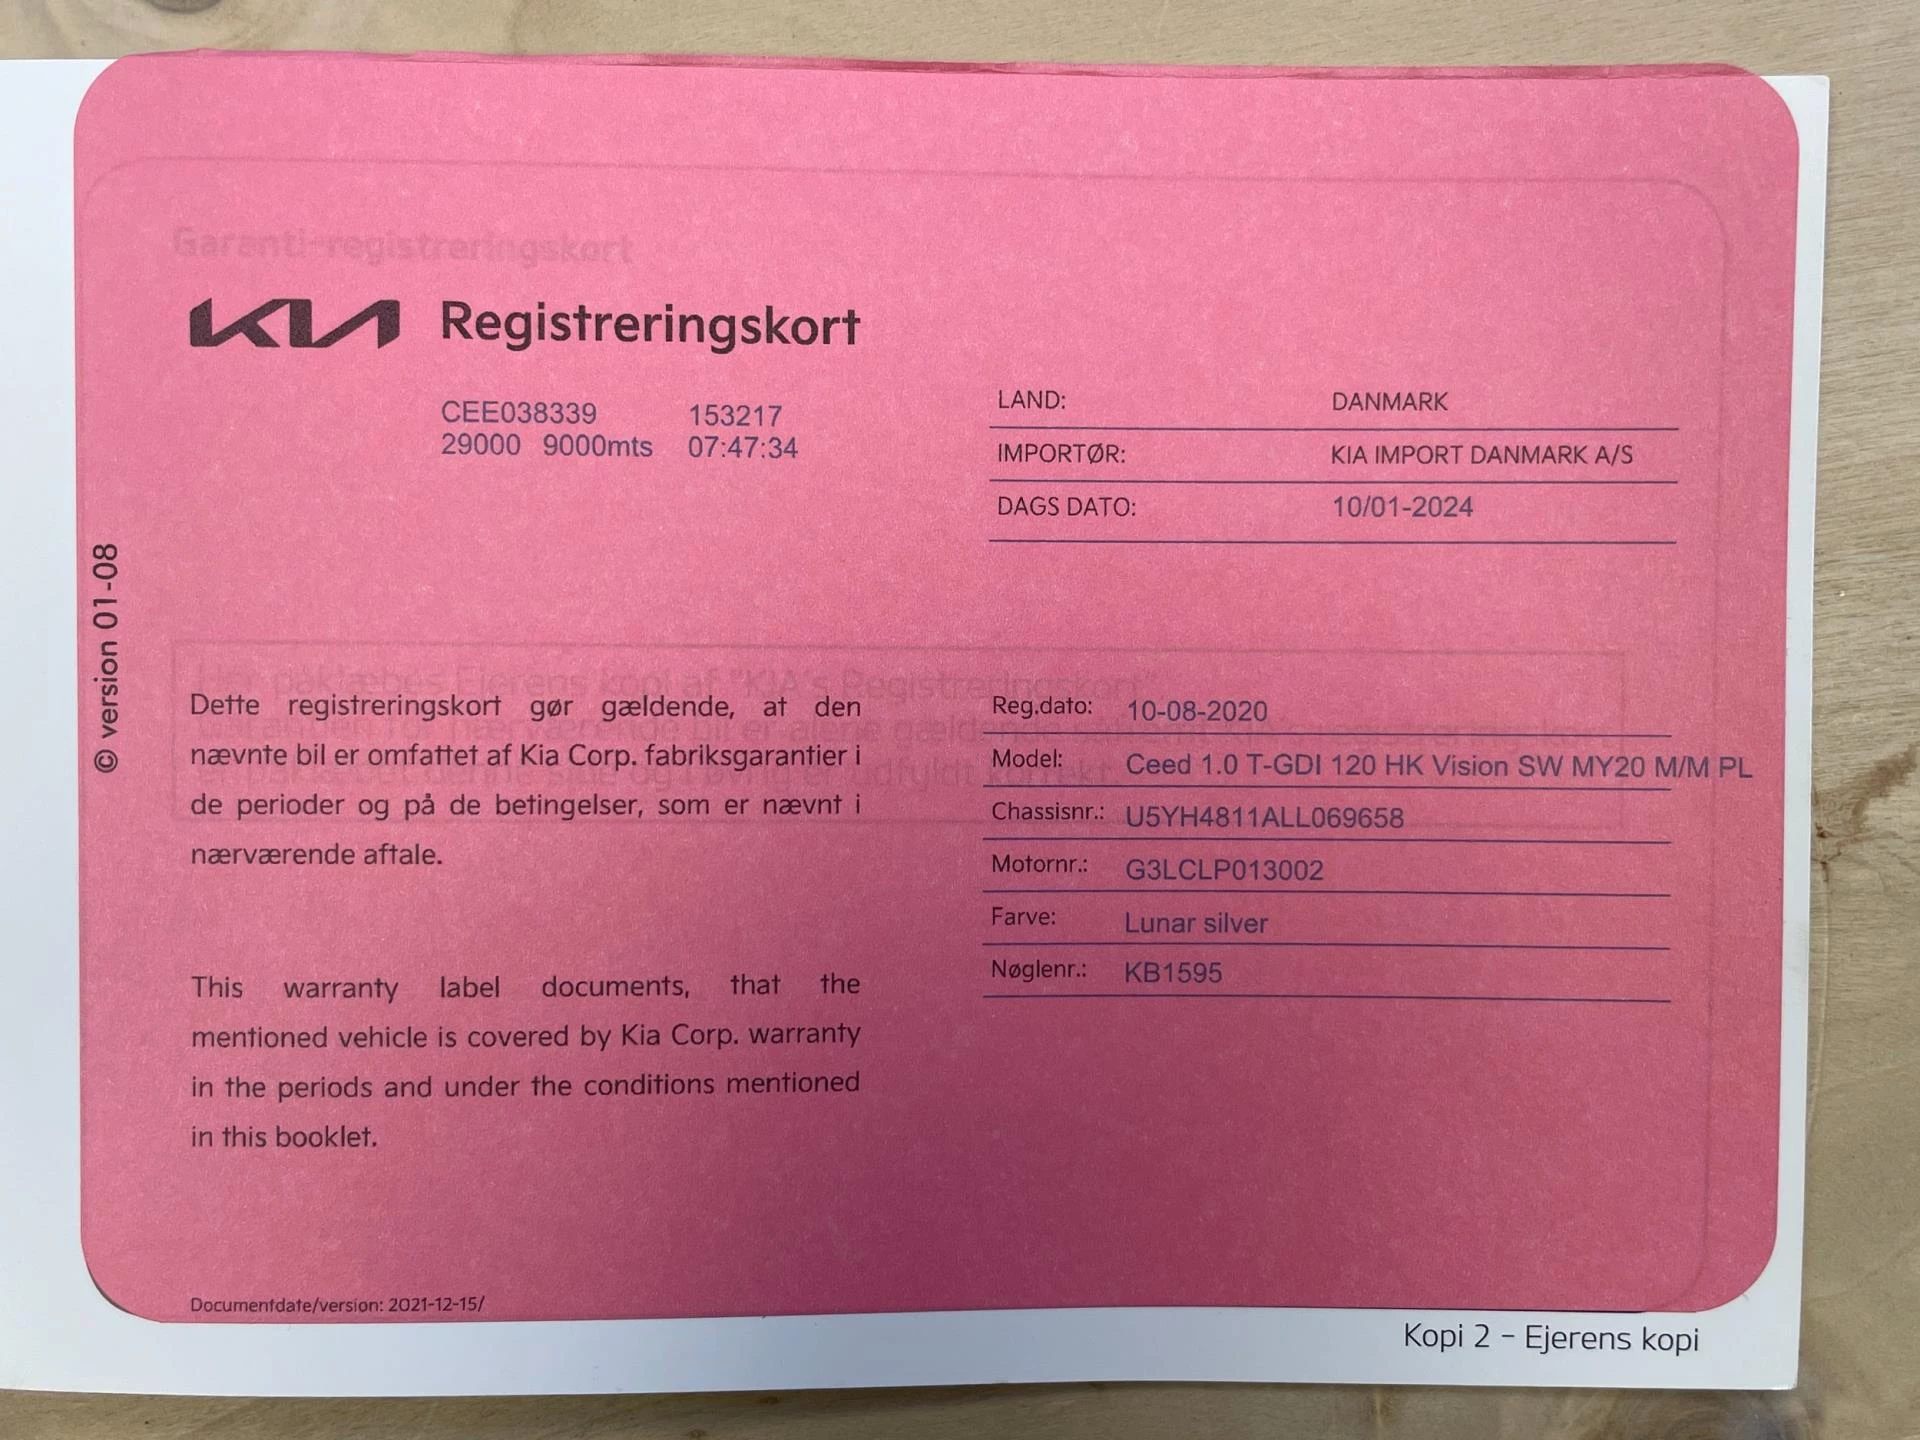 Garanti-registreringskort
KIA Registreringskort
CEE038339 153217
29000 9000mts 07:47:34
LAND: DANMARK
IMPORTØR: KIA IMPORT DANMARK A/S
DAGS DATO: 10/01-2024
© version 01-08
Dette registreringskort gør gældende, at den
nævnte bil er omfattet af Kia Corp. fabriksgarantier i
de perioder og på de betingelser, som er nævnt i
nærværende aftale.
This warranty label documents, that the
mentioned vehicle is covered by Kia Corp. warranty
in the periods and under the conditions mentioned
in this booklet.
Reg.dato: 10-08-2020
Model: Ceed 1.0 T-GDI 120 HK Vision SW MY20 M/M PL
Chassisnr.: U5YH4811ALL069658
Motornr.: G3LCLP013002
Farve: Lunar silver
Nøglenr.: KB1595
Documentdate/version: 2021-12-15/
Kopi 2 - Ejerens kopi